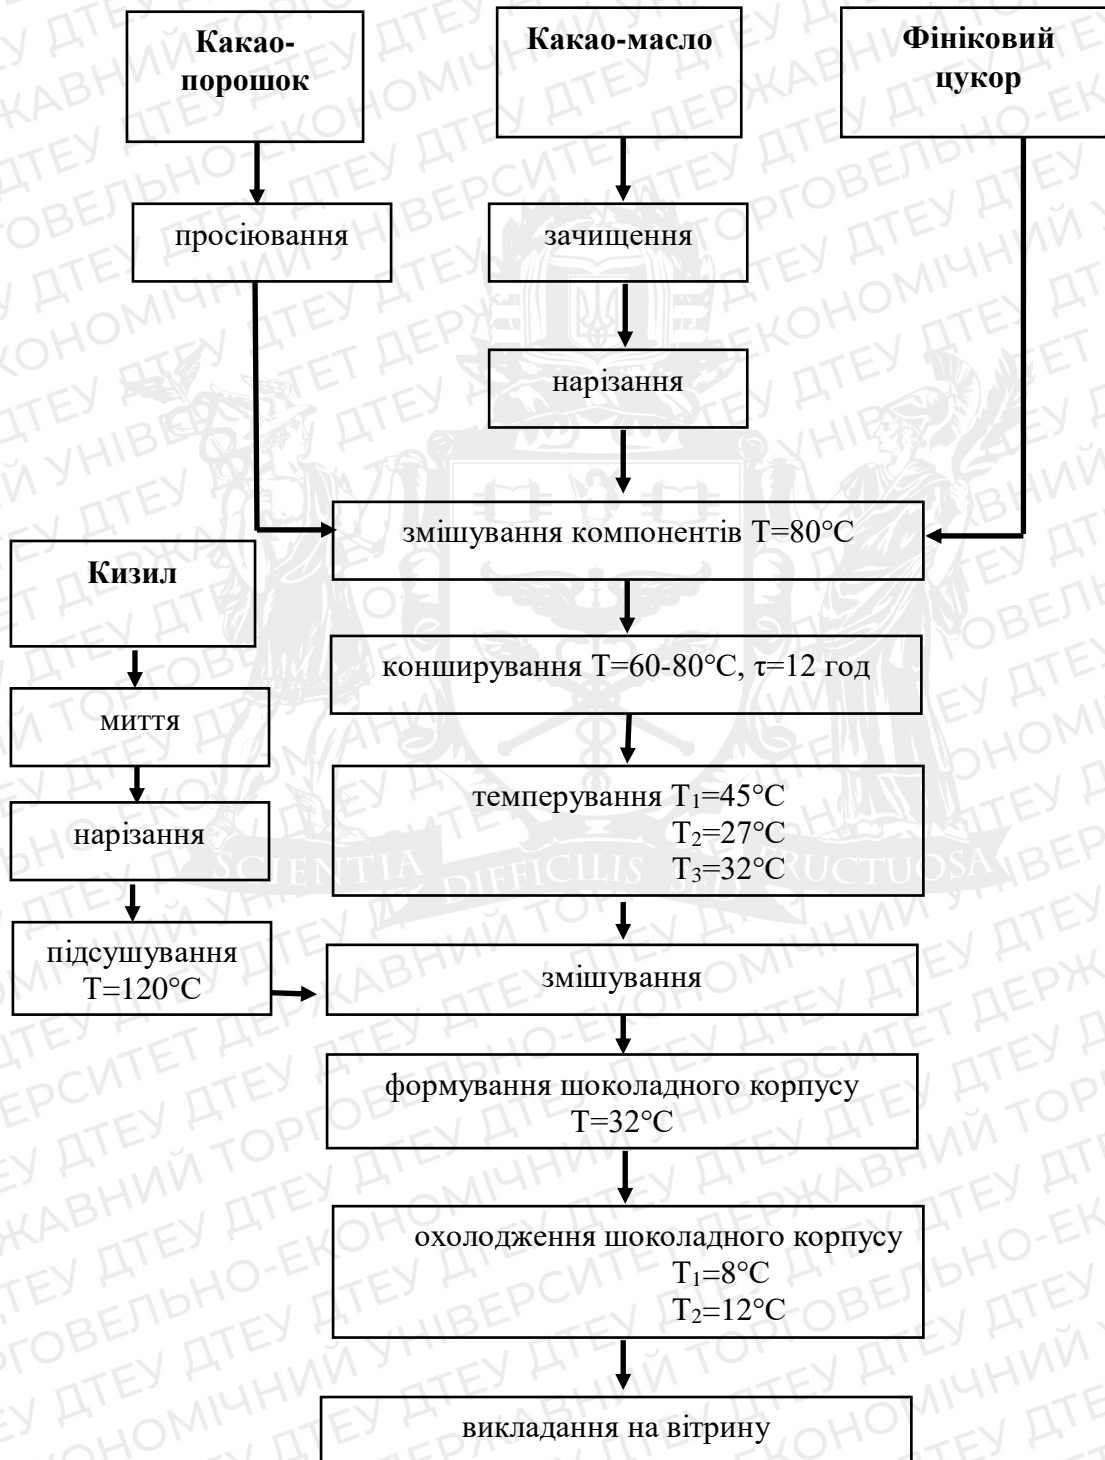 Какао-
порошок
Какао-масло
Фініковий
цукор
просіювання
зачищення
нарізання
змішування компонентів Т=80°С
Кизил
конширування Т=60-80°С, τ=12 год
миття
темперування Т₁=45°С
Т₂=27°С
Т₃=32°С
нарізання
підсушування
Т=120°С
змішування
формування шоколадного корпусу
Т=32°С
охолодження шоколадного корпусу
Т₁=8°С
Т₂=12°С
викладання на вітрину